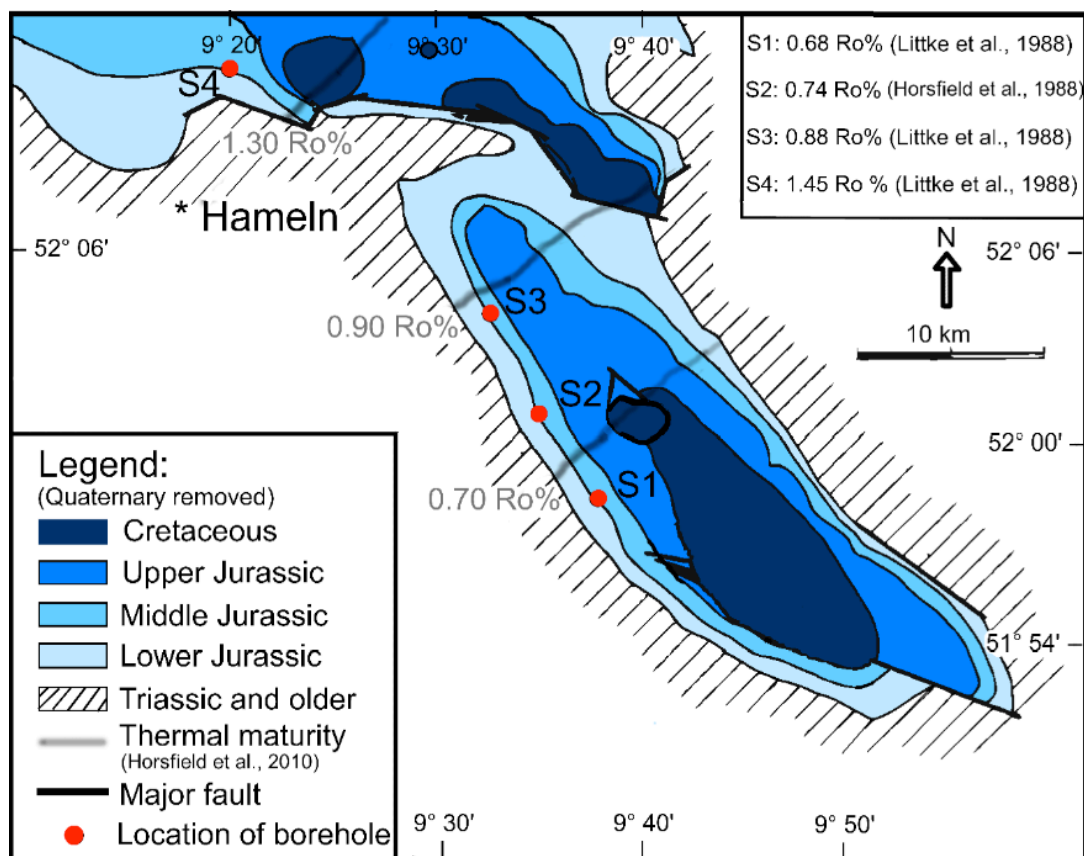 9° 20'
9° 30'
9° 40'
S4
1.30 Ro%
* Hameln
S1: 0.68 Ro% (Littke et al., 1988)
S2: 0.74 Ro% (Horsfield et al., 1988)
S3: 0.88 Ro% (Littke et al., 1988)
S4: 1.45 Ro % (Littke et al., 1988)
52° 06'
52° 06'
N
10 km
S3
0.90 Ro%
S2
52° 00'
S1
0.70 Ro%
51° 54'
Legend:
(Quaternary removed)
Cretaceous
Upper Jurassic
Middle Jurassic
Lower Jurassic
Triassic and older
Thermal maturity
(Horsfield et al., 2010)
Major fault
Location of borehole
9° 30'
9° 40'
9° 50'